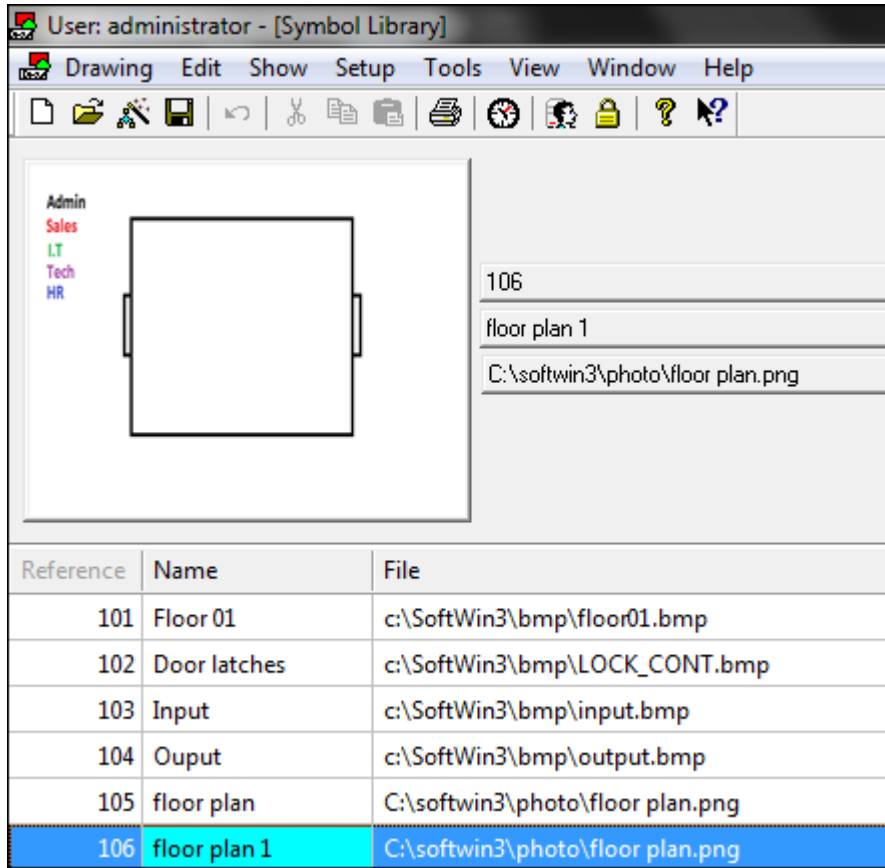 User: administrator - [Symbol Library]
Drawing Edit Show Setup Tools View Window Help
Admin
Sales
I.T
Tech
HR
106
floor plan 1
C:\softwin3\photo\floor plan.png
Reference Name File
101 Floor 01 c:\SoftWin3\bmp\floor01.bmp
102 Door latches c:\SoftWin3\bmp\LOCK_CONT.bmp
103 Input c:\SoftWin3\bmp\input.bmp
104 Ouput c:\SoftWin3\bmp\output.bmp
105 floor plan C:\softwin3\photo\floor plan.png
106 floor plan 1 C:\softwin3\photo\floor plan.png